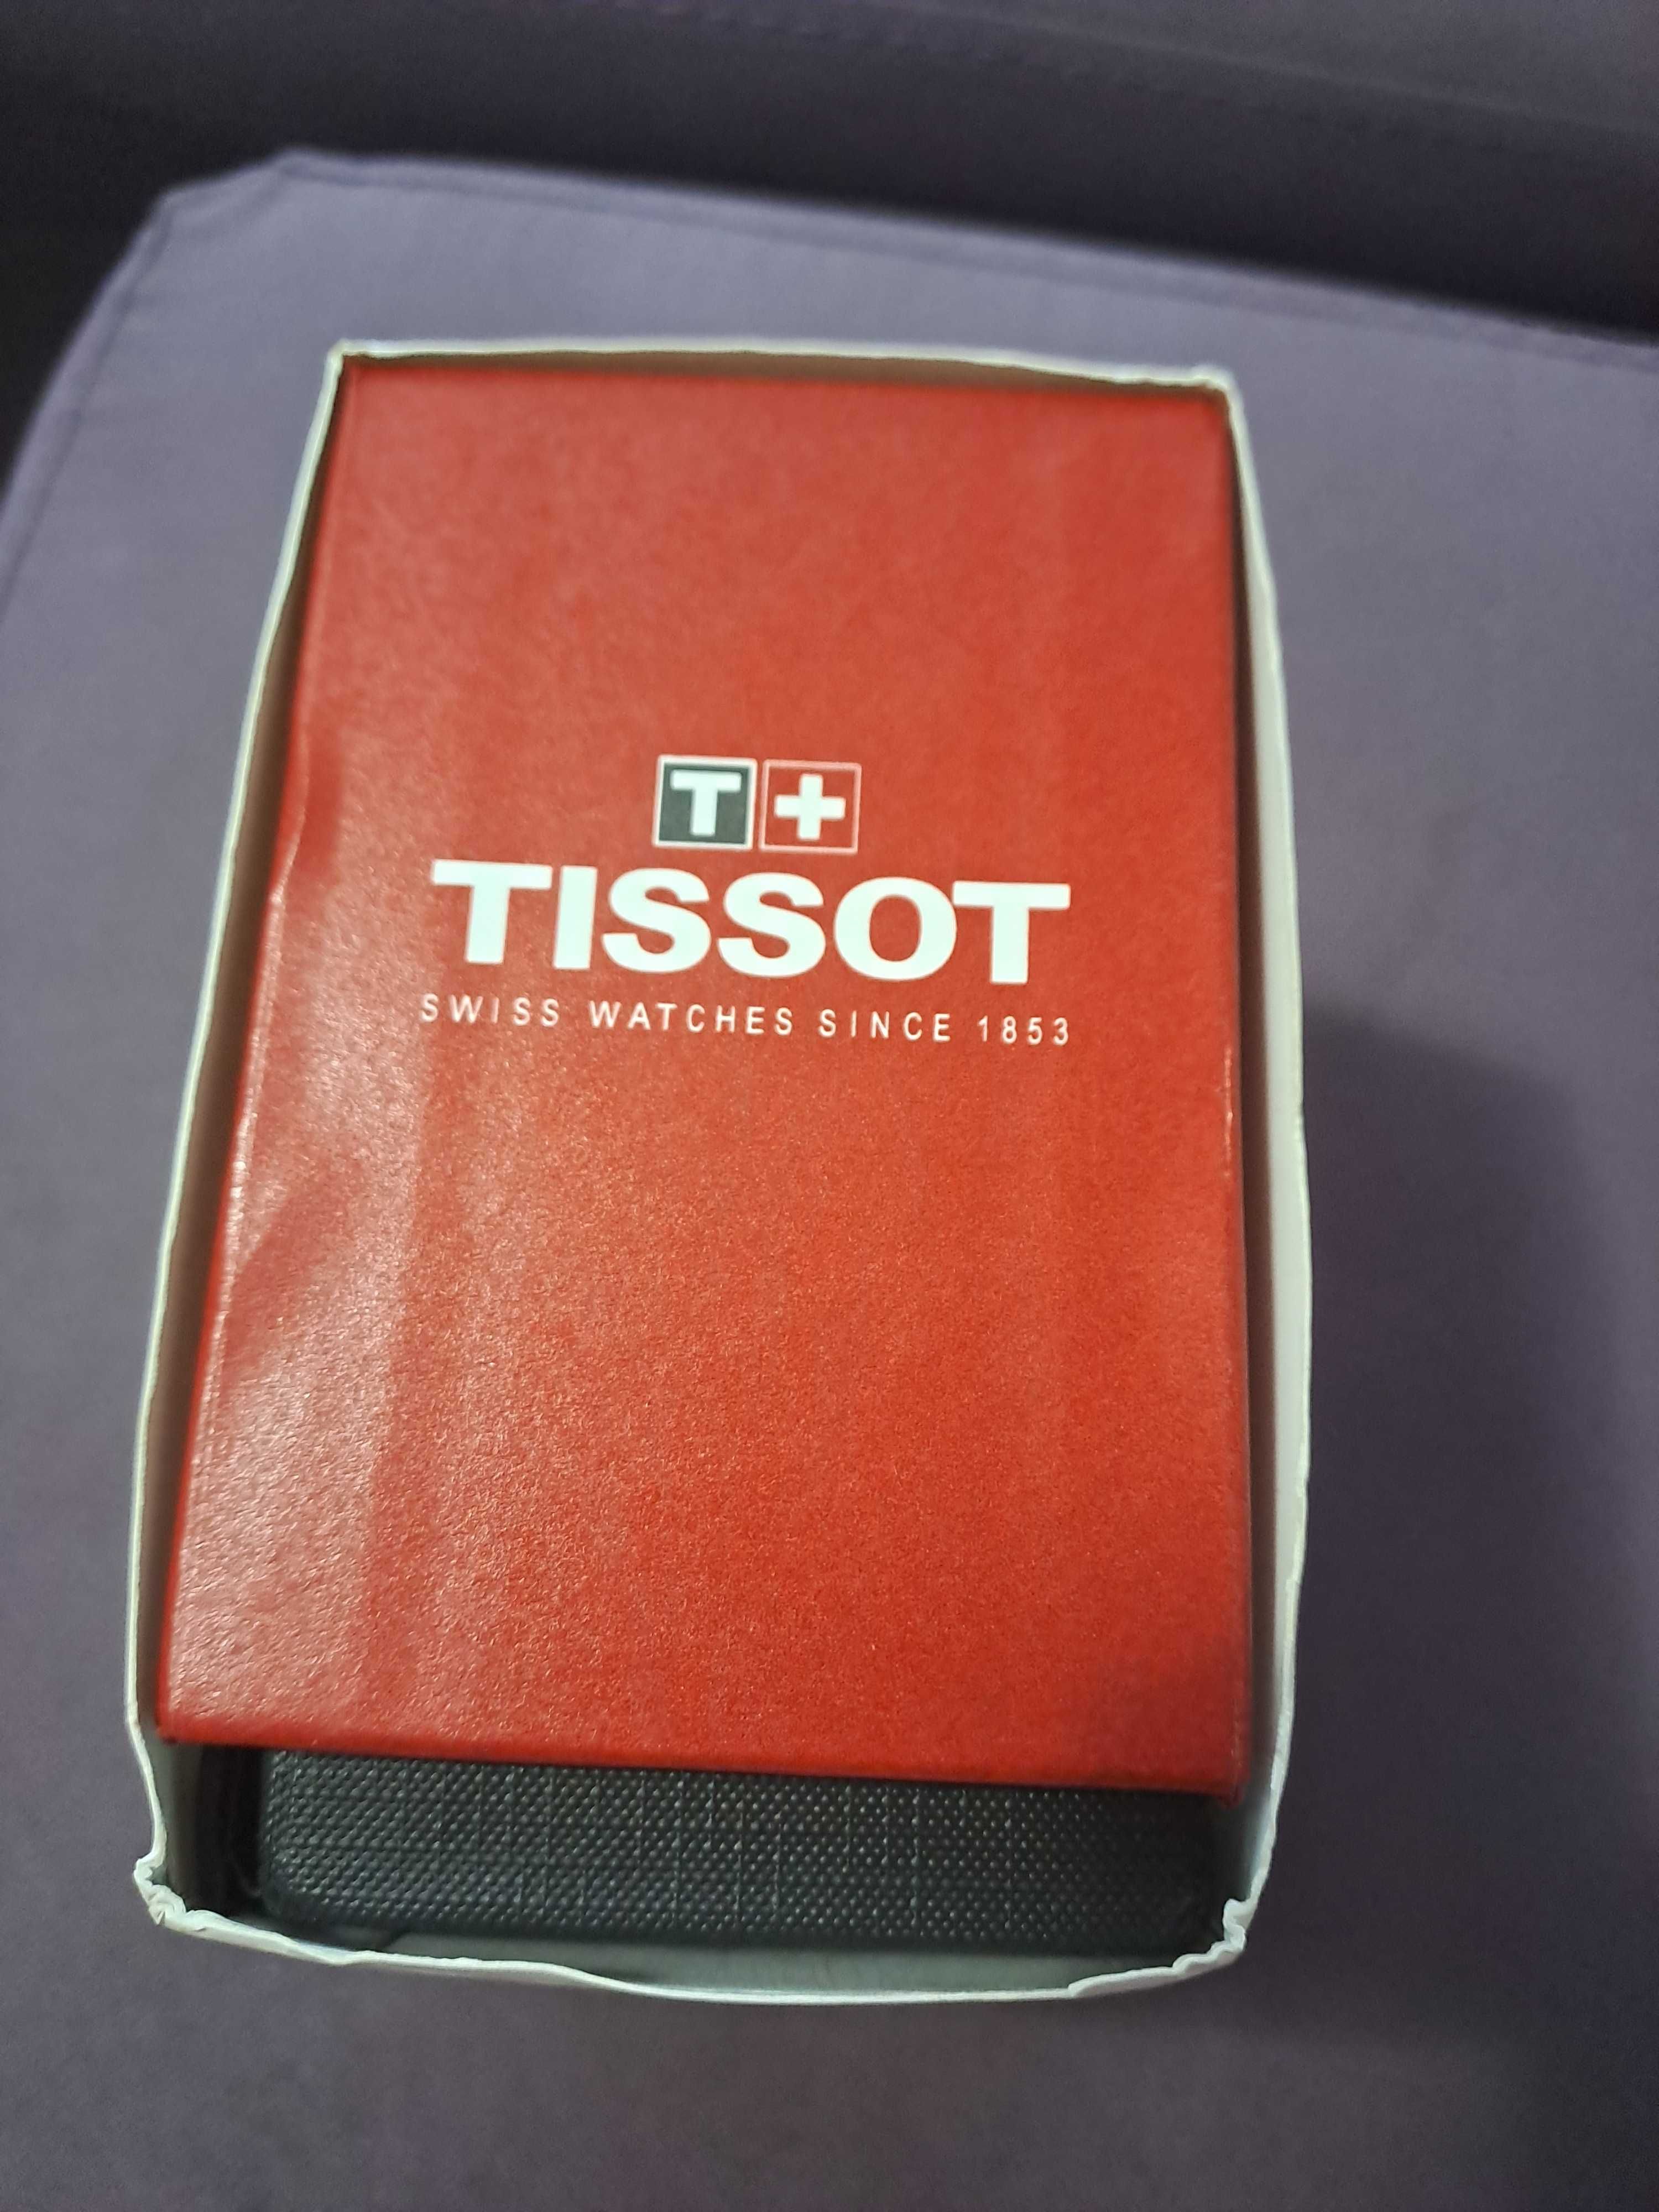 T+
TISSOT
SWISS WATCHES SINCE 1853